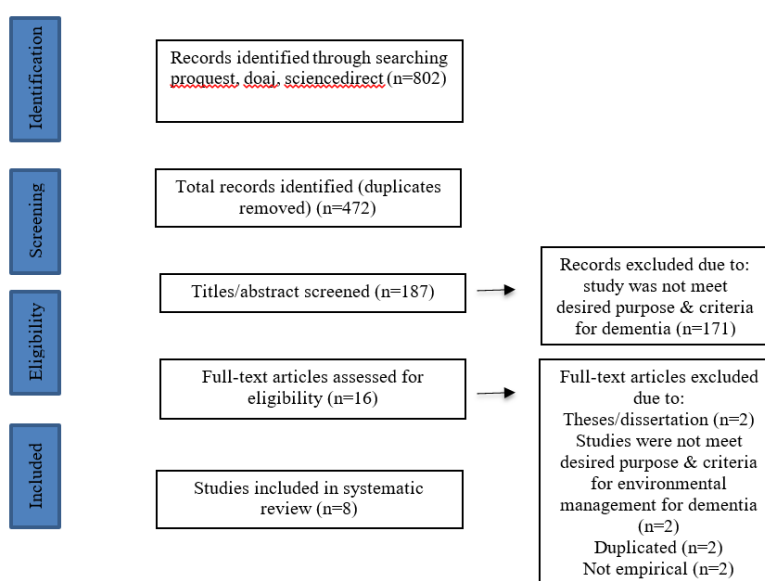 Identification
Records identified through searching
proquest, doaj, sciencedirect (n=802)
Screening
Total records identified (duplicates
removed) (n=472)
Titles/abstract screened (n=187)
Records excluded due to:
study was not meet
desired purpose & criteria
for dementia (n=171)
Eligibility
Full-text articles assessed for
eligibility (n=16)
Full-text articles excluded
due to:
Theses/dissertation (n=2)
Studies were not meet
desired purpose & criteria
for environmental
management for dementia
(n=2)
Duplicated (n=2)
Not empirical (n=2)
Included
Studies included in systematic
review (n=8)